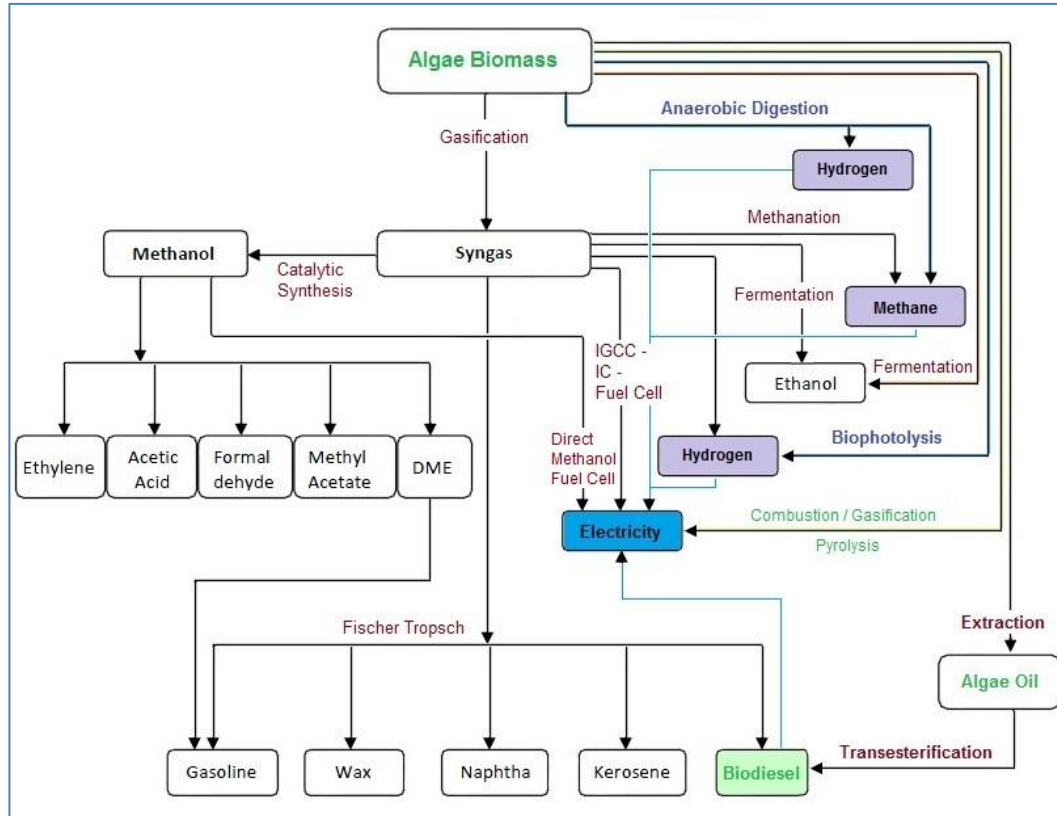 Algae Biomass
Anaerobic Digestion
Gasification
Hydrogen
Methanation
Methanol
Syngas
Catalytic
Synthesis
Fermentation
Methane
IGCC -
IC -
Fuel Cell
Fermentation
Ethanol
Ethylene
Acetic
Acid
Formal
dehyde
Methyl
Acetate
DME
Direct
Methanol
Fuel Cell
Hydrogen
Biophotolysis
Electricity
Combustion / Gasification
Pyrolysis
Fischer Tropsch
Extraction
Algae Oil
Transesterification
Gasoline
Wax
Naphtha
Kerosene
Biodiesel